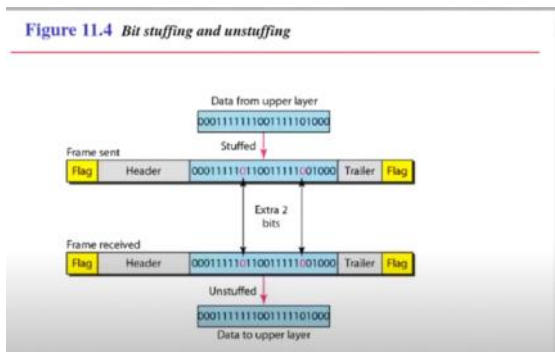 Figure 11.4 Bit stuffing and unstuffing
Data from upper layer
0001111111001111101000
Stuffed
Frame sent
Flag Header 000111110110011111001000 Trailer Flag
Extra 2
bits
Frame received
Flag Header 000111110110011111001000 Trailer Flag
Unstuffed
0001111111001111101000
Data to upper layer